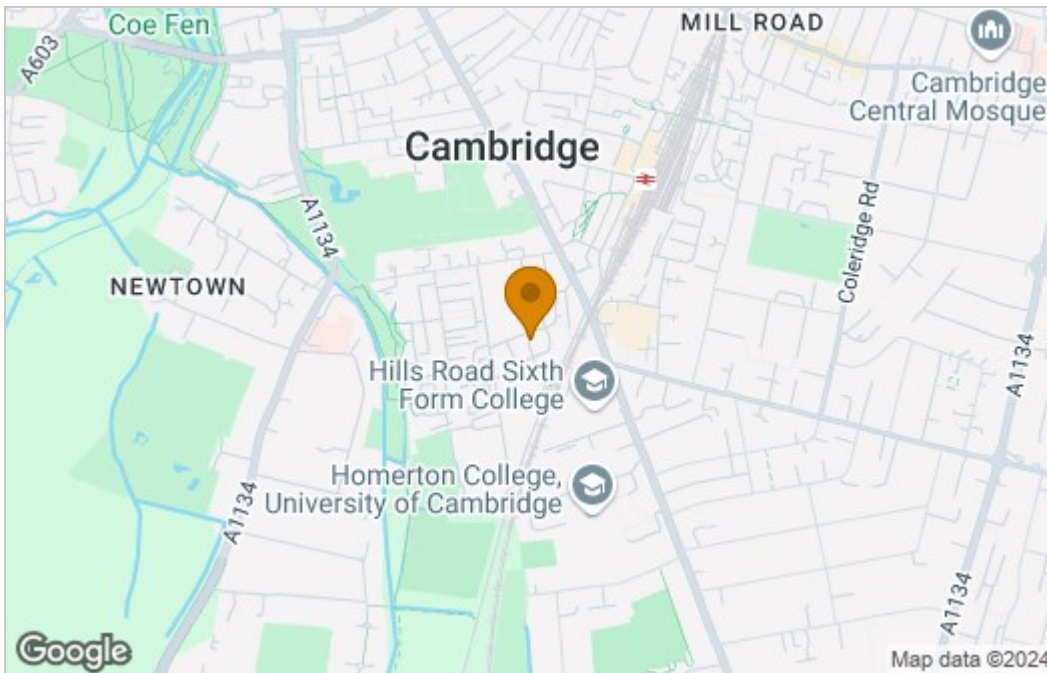 Coe Fen
MILL ROAD
A603
Cambridge
Central Mosque
Cambridge
A1134
Coleridge Rd
NEWTOWN
A1134
Hills Road Sixth
Form College
Homerton College,
University of Cambridge
A1134
A1134
Google
Map data ©2024